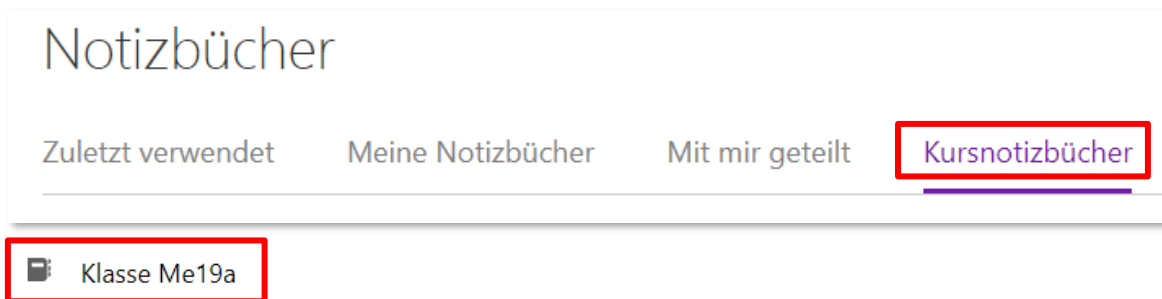 Notizbücher
Zuletzt verwendet Meine Notizbücher Mit mir geteilt Kursnotizbücher
Klasse Me19a